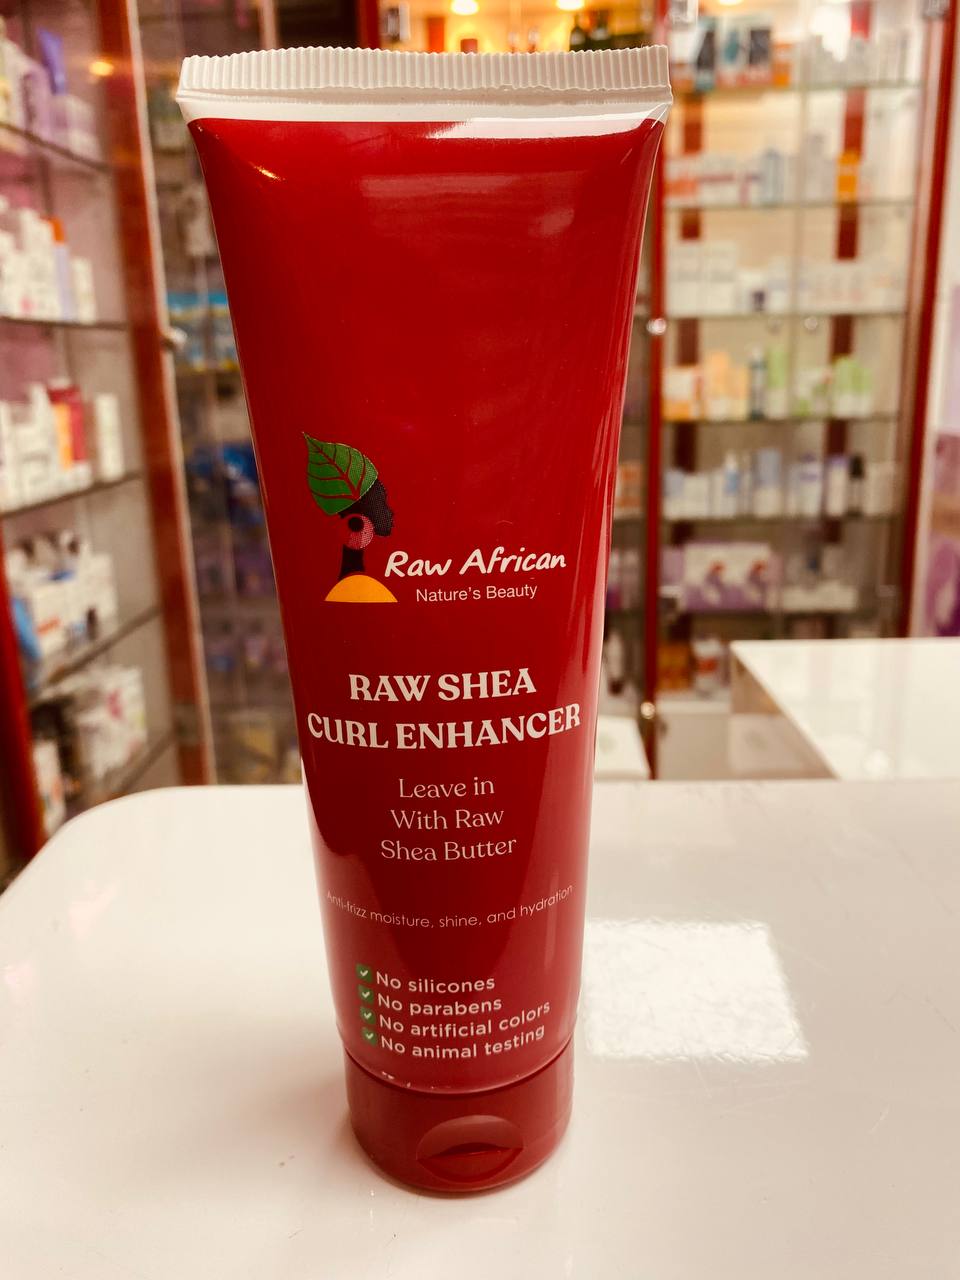 Raw African
Nature's Beauty
RAW SHEA
CURL ENHANCER
Leave in
With Raw
Shea Butter
Anti-frizz moisture, shine, and hydration
No silicones
No parabens
No artificial colors
No animal testing